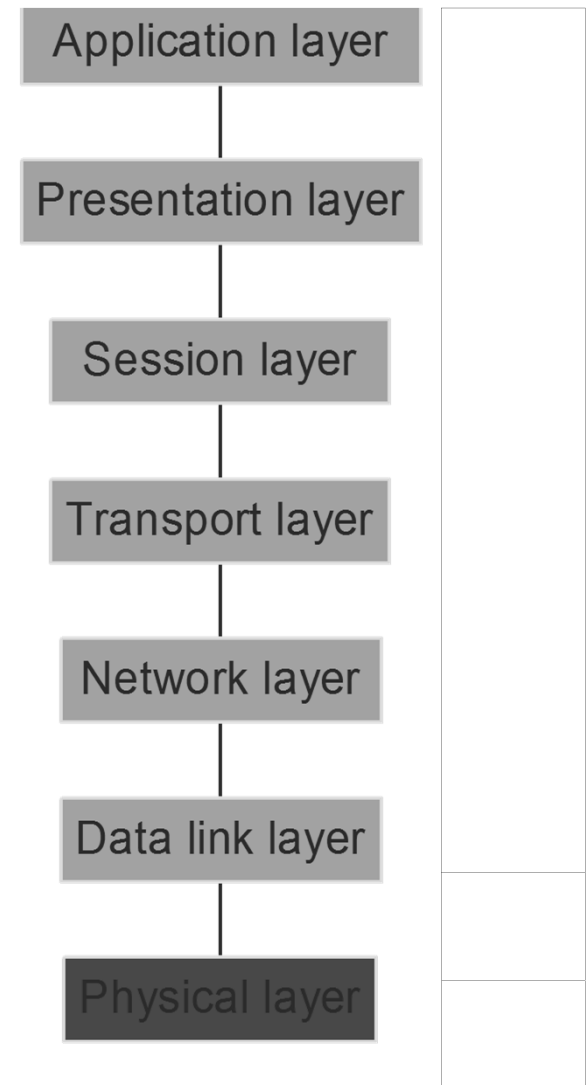 Application layer
Presentation layer
Session layer
Transport layer
Network layer
Data link layer
Physical layer